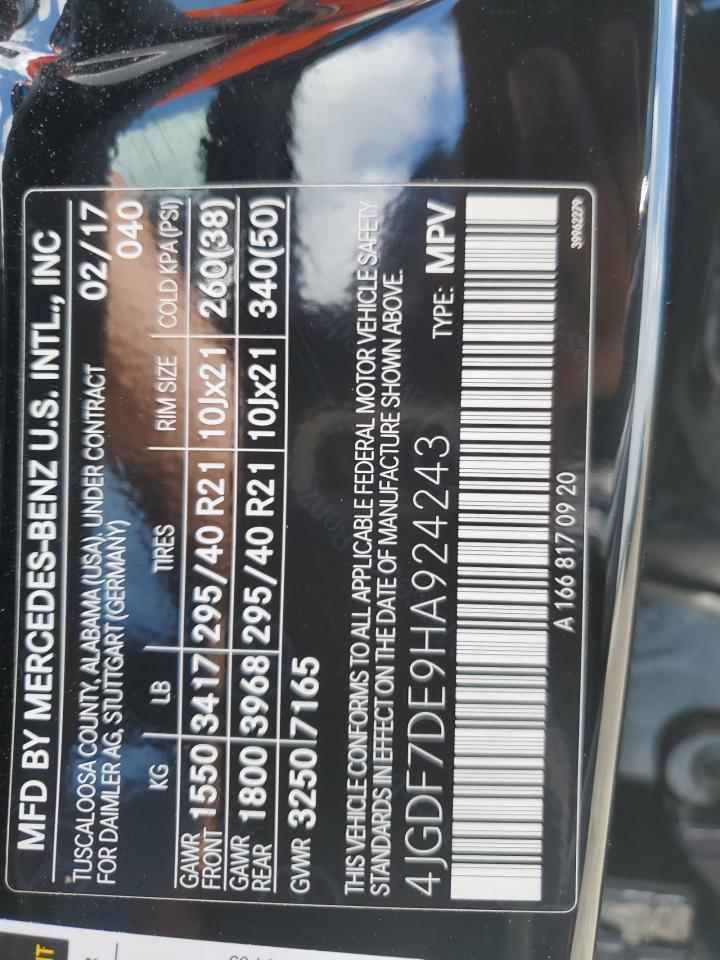 MFD BY MERCEDES-BENZ U.S. INTL., INC
TUSCALOOSA COUNTY, ALABAMA (USA), UNDER CONTRACT 02/17
FOR DAIMLER AG, STUTTGART (GERMANY) 040
KG LB TIRES RIM SIZE COLD KPA (PSI)
GAWR FRONT 1550 3417 295/40 R21 10Jx21 260(38)
GAWR REAR 1800 3968 295/40 R21 10Jx21 340(50)
GVWR 3250 7165
THIS VEHICLE CONFORMS TO ALL APPLICABLE FEDERAL MOTOR VEHICLE SAFETY
STANDARDS IN EFFECT ON THE DATE OF MANUFACTURE SHOWN ABOVE.
4JGDF7DE9HA924243 TYPE: MPV
A 166 817 09 20
39962279